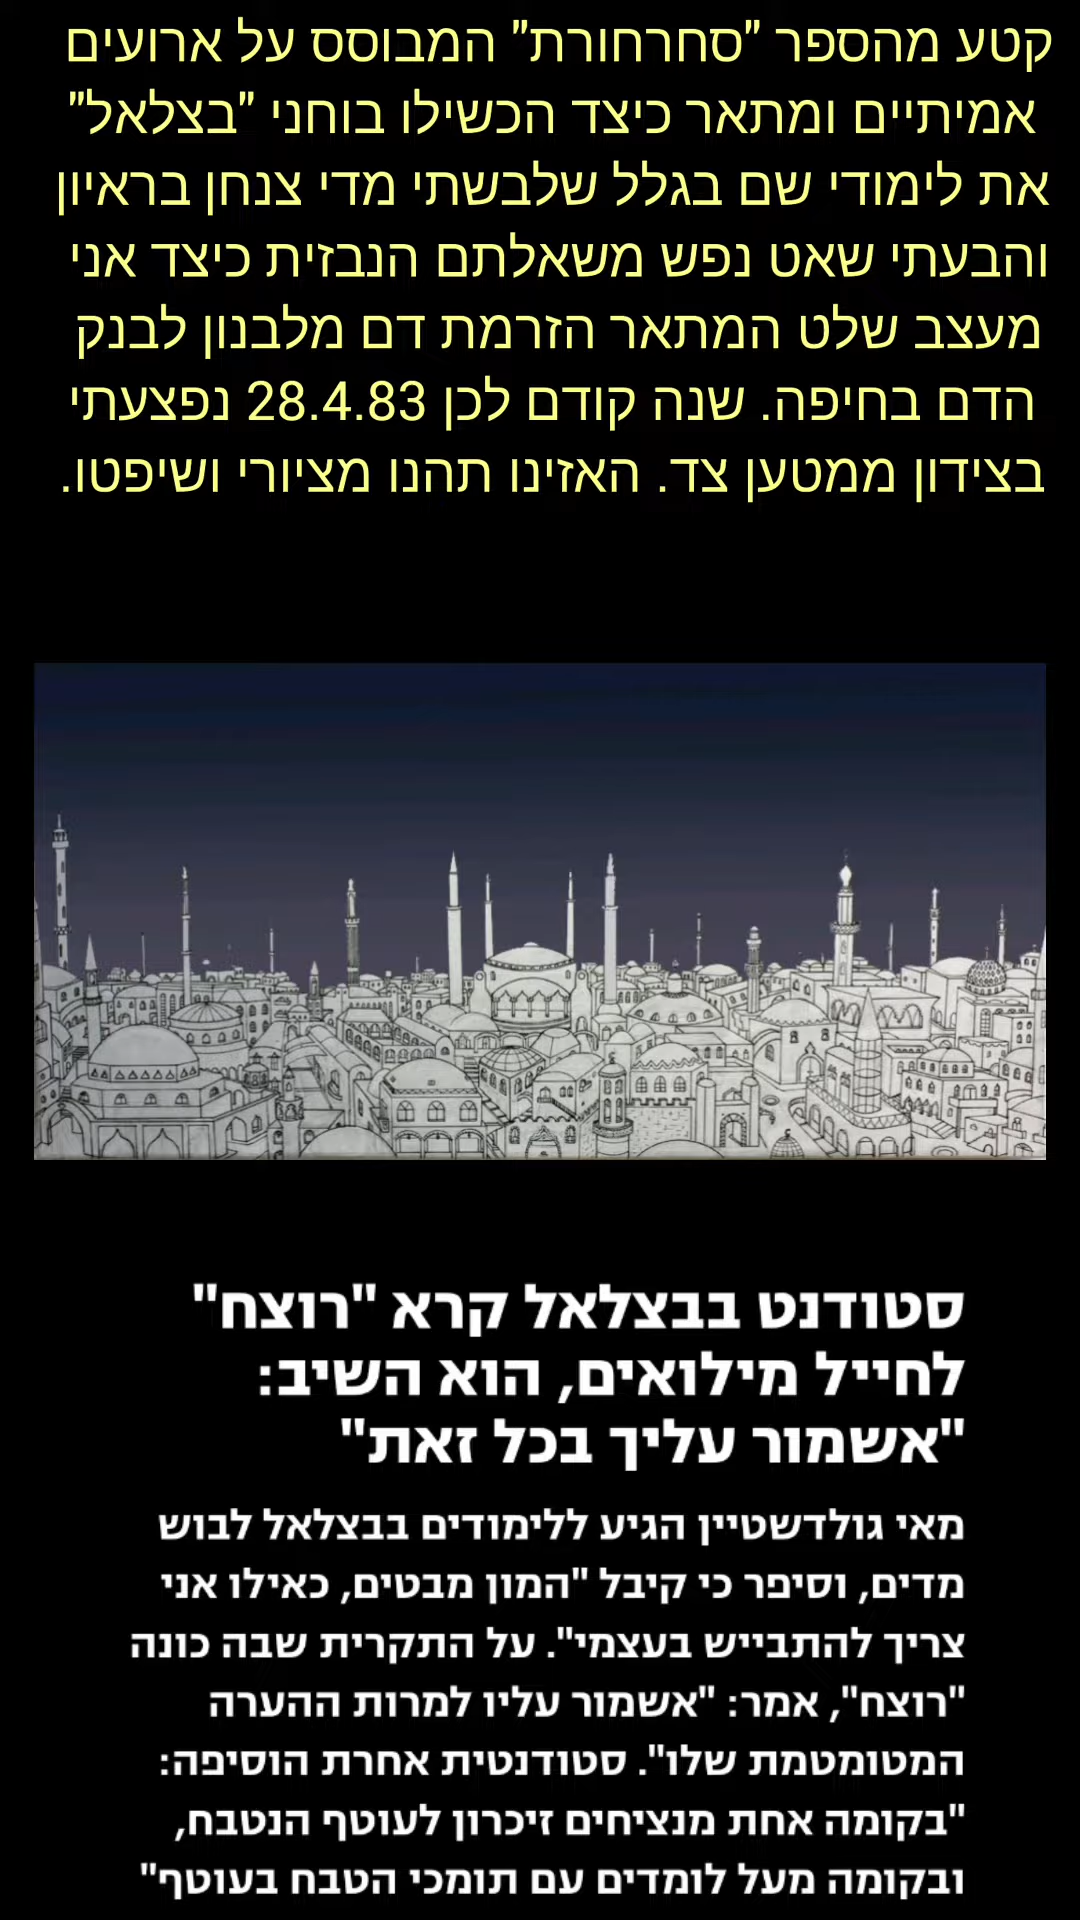 קטע מהספר "סחרחורת" המבוסס על ארועים
אמיתיים ומתאר כיצד הכשילו בוחני "בצלאל"
את לימודי שם בגלל שלבשתי מדי צנחן בראיון
והבעתי שאט נפש משאלתם הנבזית כיצד אני
מעצב שלט המתאר הזרמת דם מלבנון לבנק
הדם בחיפה. שנה קודם לכן 28.4.83 נפצעתי
בצידון ממטען צד. האזינו תהנו מציורי ושיפטו.
סטודנט בבצלאל קרא "רוצח"
לחייל מילואים, הוא השיב:
"אשמור עליך בכל זאת"
מאי גולדשטיין הגיע ללימודים בבצלאל לבוש
מדים, וסיפר כי קיבל "המון מבטים, כאילו אני
צריך להתבייש בעצמי". על התקרית שבה כונה
"רוצח", אמר: "אשמור עליו למרות ההערה
המטומטמת שלו". סטודנטית אחרת הוסיפה:
"בקומה אחת מנציחים זיכרון לעוטף הנטבח,
ובקומה מעל לומדים עם תומכי הטבח בעוטף"